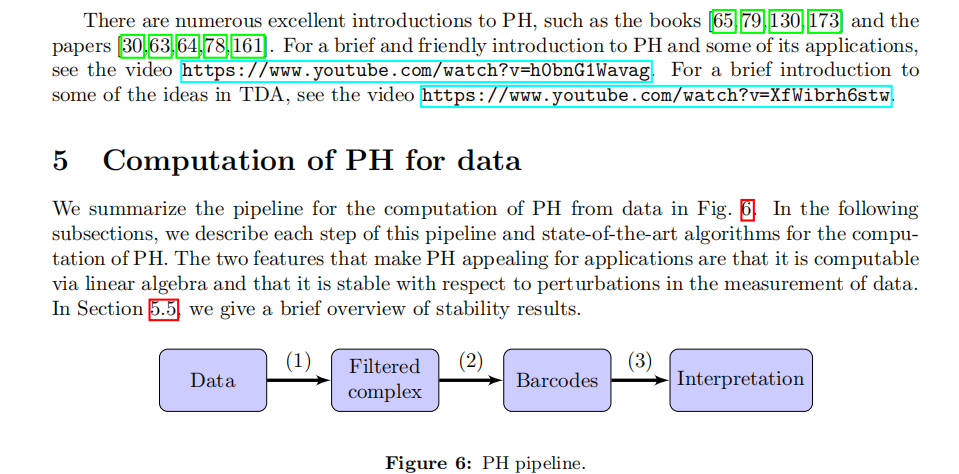 There are numerous excellent introductions to PH, such as the books [65,79,130,173] and the
papers [30,63,64,78,161]. For a brief and friendly introduction to PH and some of its applications,
see the video https://www.youtube.com/watch?v=h0bnG1Wavag. For a brief introduction to
some of the ideas in TDA, see the video https://www.youtube.com/watch?v=XfWibrh6stw.
5 Computation of PH for data
We summarize the pipeline for the computation of PH from data in Fig. 6. In the following
subsections, we describe each step of this pipeline and state-of-the-art algorithms for the compu-
tation of PH. The two features that make PH appealing for applications are that it is computable
via linear algebra and that it is stable with respect to perturbations in the measurement of data.
In Section 5.5, we give a brief overview of stability results.
Data (1) Filtered complex (2) Barcodes (3) Interpretation
Figure 6: PH pipeline.